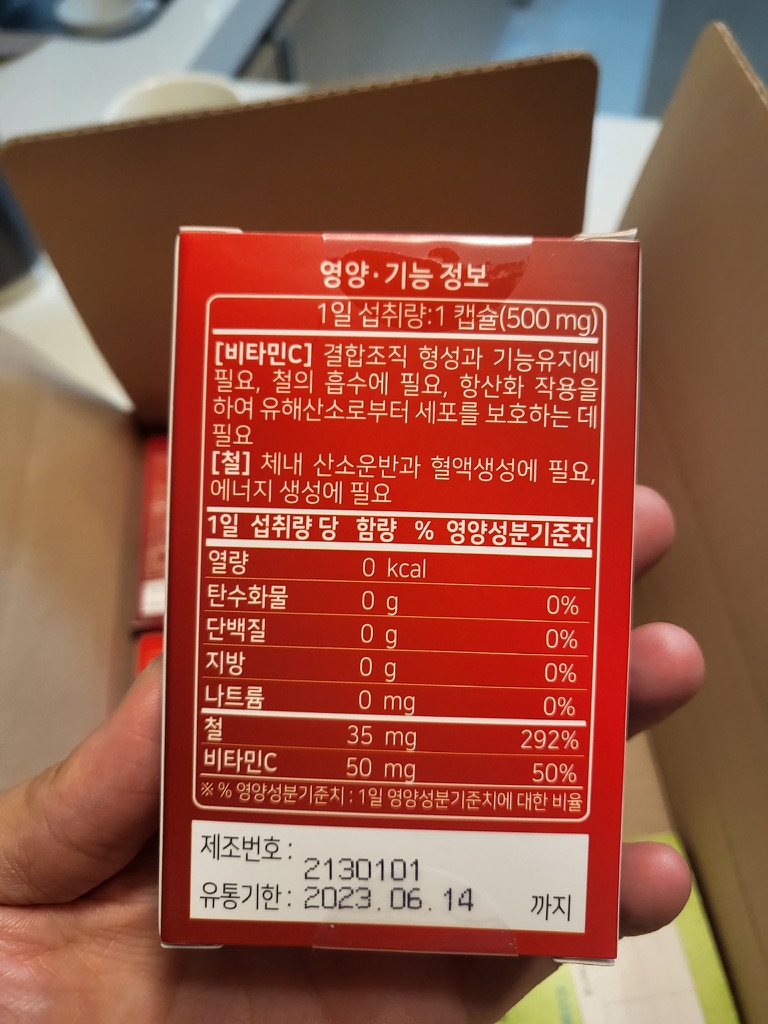 영양·기능 정보
1일 섭취량:1 캡슐(500 mg)
[비타민C] 결합조직 형성과 기능유지에
필요, 철의 흡수에 필요, 항산화 작용을
하여 유해산소로부터 세포를 보호하는 데
필요
[철] 체내 산소운반과 혈액생성에 필요,
에너지 생성에 필요
1일 섭취량 당 함량 % 영양성분기준치
열량 0 kcal
탄수화물 0 g 0%
단백질 0 g 0%
지방 0 g 0%
나트륨 0 mg 0%
철 35 mg 292%
비타민C 50 mg 50%
※ % 영양성분기준치 : 1일 영양성분기준치에 대한 비율
제조번호 : 2130101
유통기한 : 2023.06.14 까지